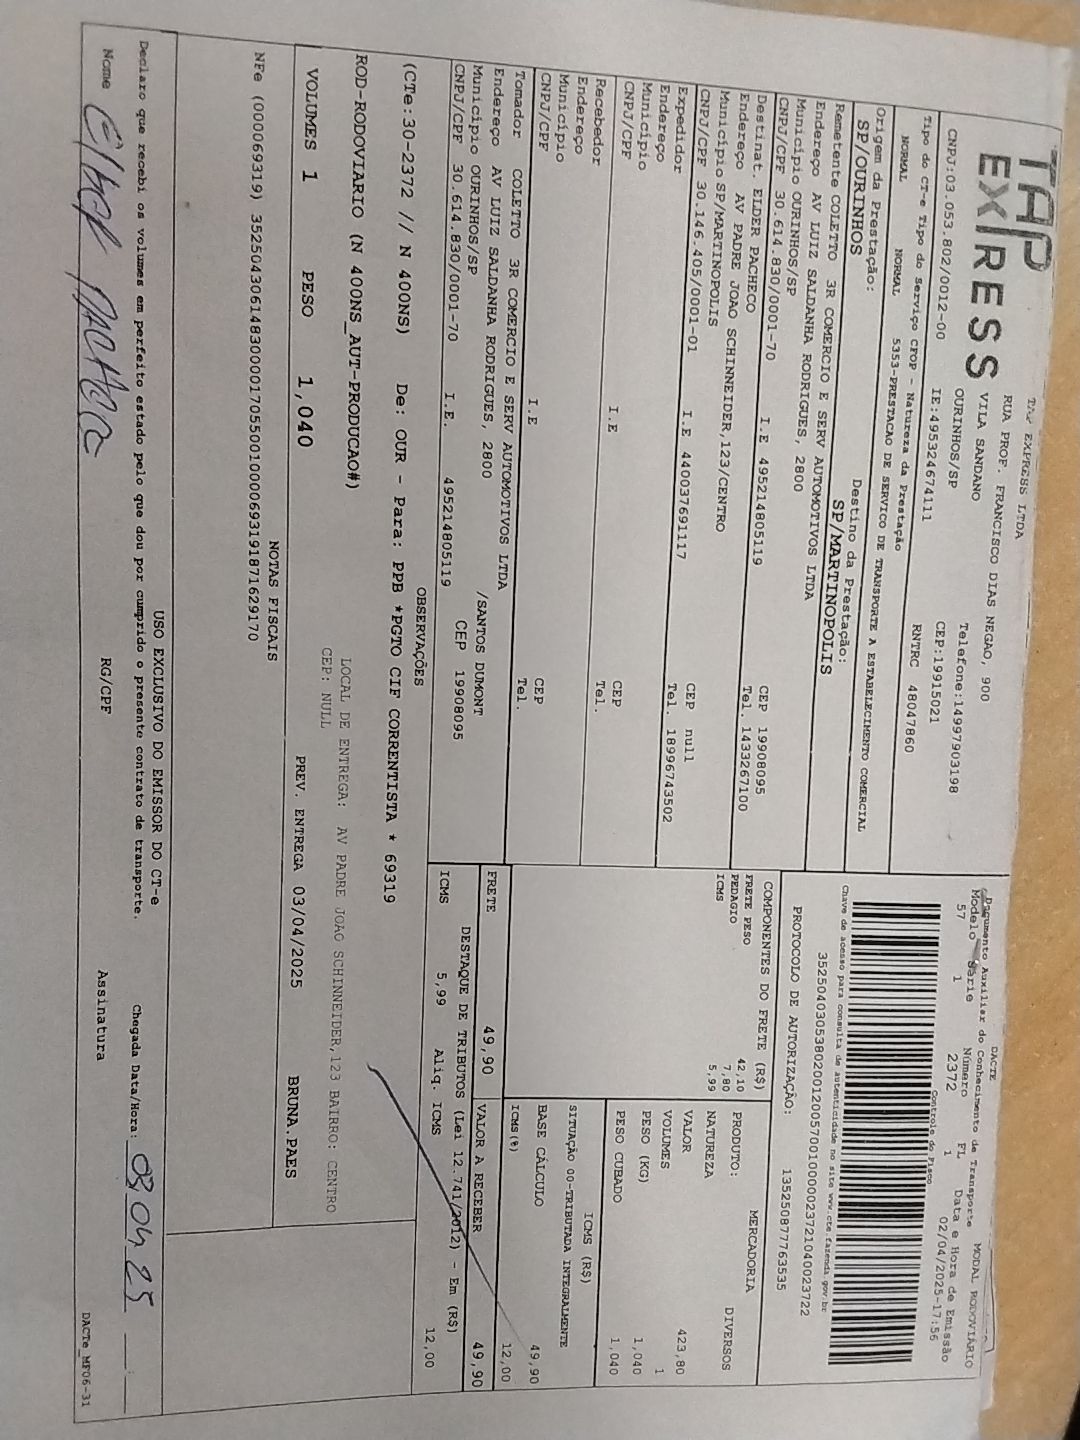 TAP
EXPRESS
TAP EXPRESS LTDA
RUA PROF. FRANCISCO DIAS NEGAO, 900
VILA SANDANO
OURINHOS/SP
Telefone:14997903198
CNPJ:03.053.802/0012-00 IE:495324674111 CEP:19915021
RNTRC 48047860
Tipo do CT-e Tipo do Serviço CFOP - Natureza da Prestação
NORMAL NORMAL 5353-PRESTACAO DE SERVICO DE TRANSPORTE A ESTABELECIMENTO COMERCIAL
Origem da Prestação: Destino da Prestação:
SP/OURINHOS SP/MARTINOPOLIS
Remetente COLETTO 3R COMERCIO E SERV AUTOMOTIVOS LTDA
Endereço AV LUIZ SALDANHA RODRIGUES, 2800
Município OURINHOS/SP CEP 19908095
CNPJ/CPF 30.614.830/0001-70 I.E 495214805119 Tel. 1433267100
Destinat. ELDER PACHECO
Endereço AV PADRE JOAO SCHINNEIDER,123/CENTRO
Município SP/MARTINOPOLIS CEP null
CNPJ/CPF 30.146.405/0001-01 I.E 440037691117 Tel. 18996743502
Expedidor
Endereço
Município CEP
CNPJ/CPF I.E Tel.
Recebedor
Endereço
Município CEP
CNPJ/CPF I.E Tel.
Tomador COLETTO 3R COMERCIO E SERV AUTOMOTIVOS LTDA
Endereço AV LUIZ SALDANHA RODRIGUES, 2800 /SANTOS DUMONT
Município OURINHOS/SP CEP 19908095
CNPJ/CPF 30.614.830/0001-70 I.E. 495214805119
DACTE
Documento Auxiliar do Conhecimento de Transporte MODAL RODOVIÁRIO
Modelo Série Número FL Data e Hora de Emissão
57 1 2372 1 02/04/2025-17:56
Controle do Fisco
Chave de acesso para consulta de autenticidade no site www.cte.fazenda.gov.br
35250403053802001200570010000023721040023722
PROTOCOLO DE AUTORIZAÇÃO: 135250877763535
COMPONENTES DO FRETE (R$)
FRETE PESO 42,10
PEDAGIO 7,80
ICMS 5,99
MERCADORIA
PRODUTO: DIVERSOS
NATUREZA
VALOR 423,80
VOLUMES 1
PESO (KG) 1,040
PESO CUBADO 1,040
ICMS (R$)
SITUAÇÃO 00-TRIBUTADA INTEGRALMENTE
BASE CÁLCULO 49,90
ICMS(%) 12,00
FRETE 49,90 VALOR A RECEBER 49,90
DESTAQUE DE TRIBUTOS (Lei 12.741/2012) - Em (R$)
ICMS 5,99 Aliq. ICMS 12,00
OBSERVAÇÕES
(CTe:30-2372 // N 400NS) De: OUR - Para: PPB *PGTO CIF CORRENTISTA * 69319
ROD-RODOVIARIO (N 400NS_AUT-PRODUCAO#)
LOCAL DE ENTREGA: AV PADRE JOAO SCHINNEIDER,123 BAIRRO: CENTRO
CEP: NULL
VOLUMES 1 PESO 1,040 PREV. ENTREGA 03/04/2025 BRUNA.PAES
NOTAS FISCAIS
NFe (000069319) 35250430614830000170550010000693191871629170
USO EXCLUSIVO DO EMISSOR DO CT-e
Declaro que recebi os volumes em perfeito estado pelo que dou por cumprido o presente contrato de transporte. Chegada Data/Hora: 03 04 25
Nome Elder Pacheco RG/CPF Assinatura
DACTe_MF06-31